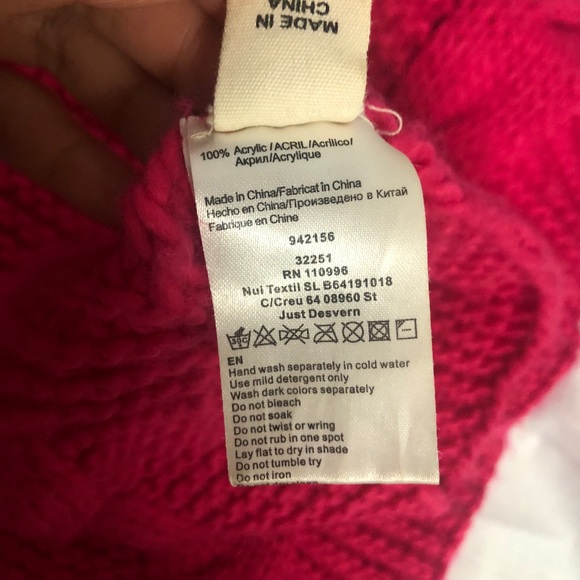 MADE IN
CHINA
100% Acrylic /ACRIL/Acrilico/
Акрил/Acrylique
Made in China/Fabricat in China
Hecho en China/Произведено в Китай
Fabrique en Chine
942156
32251
RN 110996
Nui Textil SL B64191018
C/Creu 64 08960 St
Just Desvern
EN
Hand wash separately in cold water
Use mild detergent only
Wash dark colors separately
Do not bleach
Do not soak
Do not twist or wring
Do not rub in one spot
Lay flat to dry in shade
Do not tumble try
Do not iron